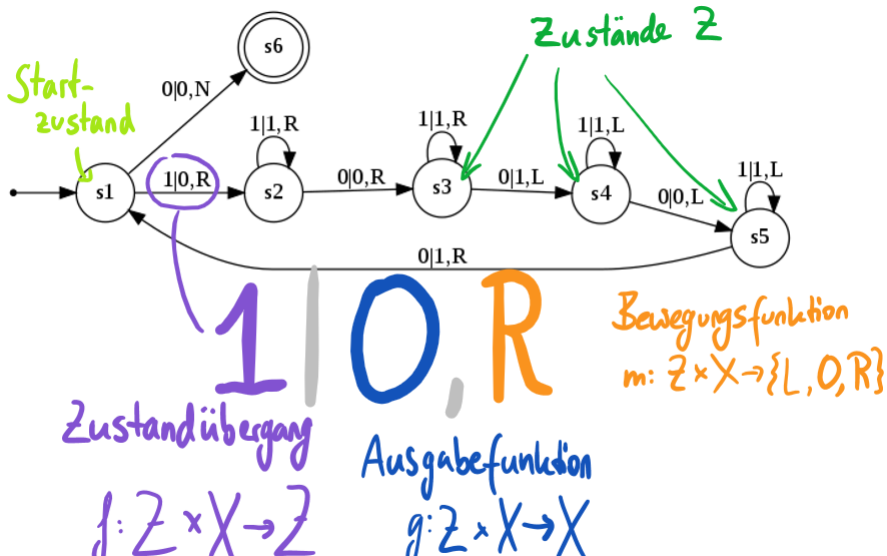 Zustände Z
s6
Start-
zustand
0|0,N
1|1,R
1|1,R
1|1,L
1|1,L
s1
1|0,R
s2
0|0,R
s3
0|1,L
s4
0|0,L
s5
0|1,R
1|0,R
Bewegungsfunktion
m: Z×X→{L,O,R}
Zustandübergang
Ausgabefunktion
f: Z×X→Z
g: Z×X→X